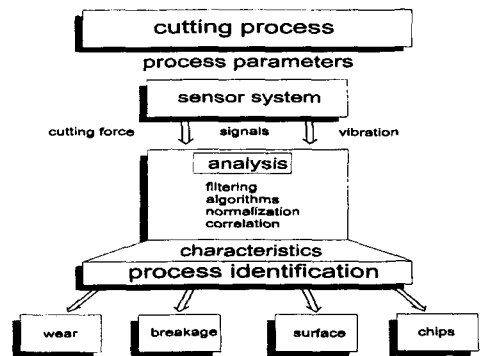 cutting process
process parameters
sensor system
cutting force signals vibration
analysis
filtering
algorithms
normalization
correlation
characteristics
process identification
wear breakage surface chips